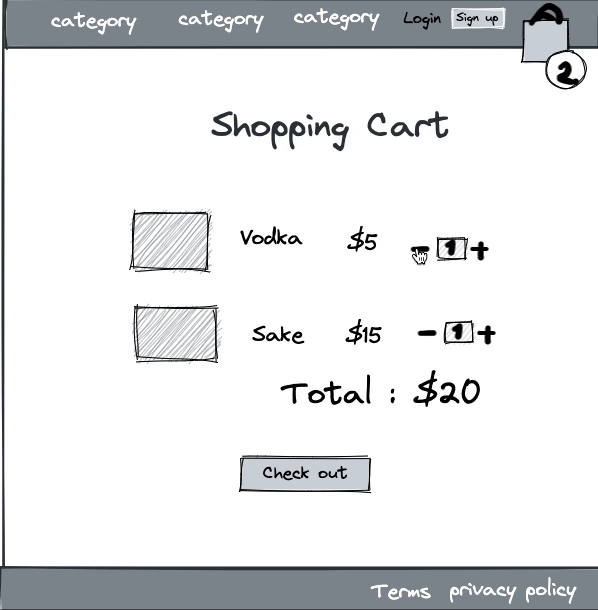 category category category Login Sign up
2
Shopping Cart
Vodka $5 - 1 +
Sake $15 - 1 +
Total : $20
Check out
Terms privacy policy